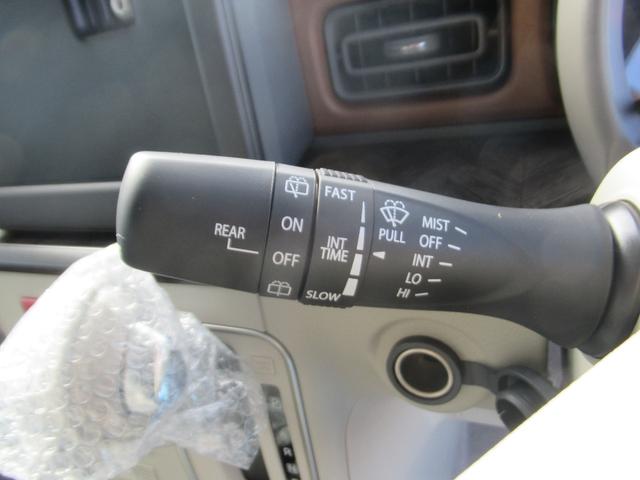 REAR
ON
OFF
FAST
INT
TIME
SLOW
PULL
MIST
OFF
INT
LO
HI
R